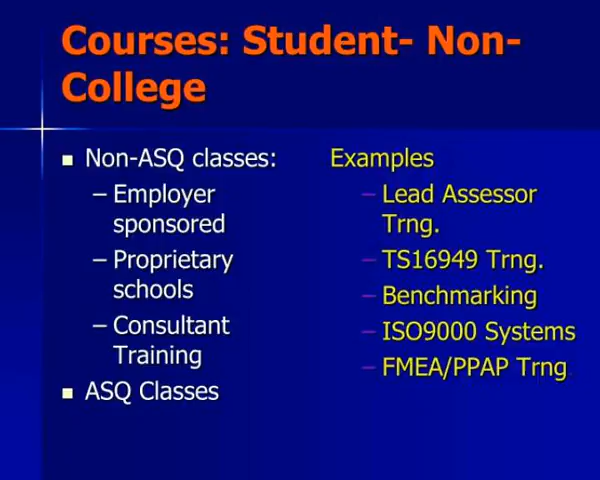 Courses: Student- Non-
College
■ Non-ASQ classes:
– Employer
sponsored
– Proprietary
schools
– Consultant
Training
■ ASQ Classes
Examples
– Lead Assessor
Trng.
– TS16949 Trng.
– Benchmarking
– ISO9000 Systems
– FMEA/PPAP Trng